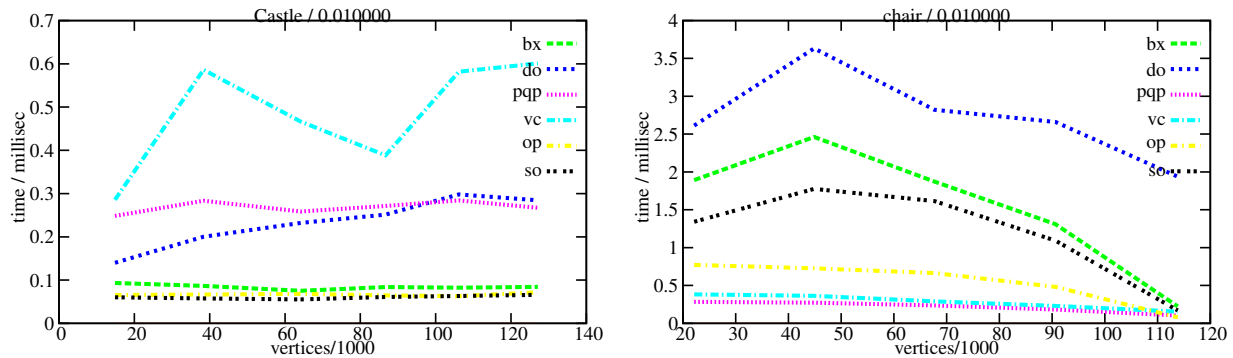 Castle / 0.010000
time / millisec
0.7
0.6
0.5
0.4
0.3
0.2
0.1
0
bx
do
pqp
vc
op
so
0 20 40 60 80 100 120 140
vertices/1000
chair / 0.010000
time / millisec
4
3.5
3
2.5
2
1.5
1
0.5
0
bx
do
pqp
vc
op
so
20 30 40 50 60 70 80 90 100 110 120
vertices/1000